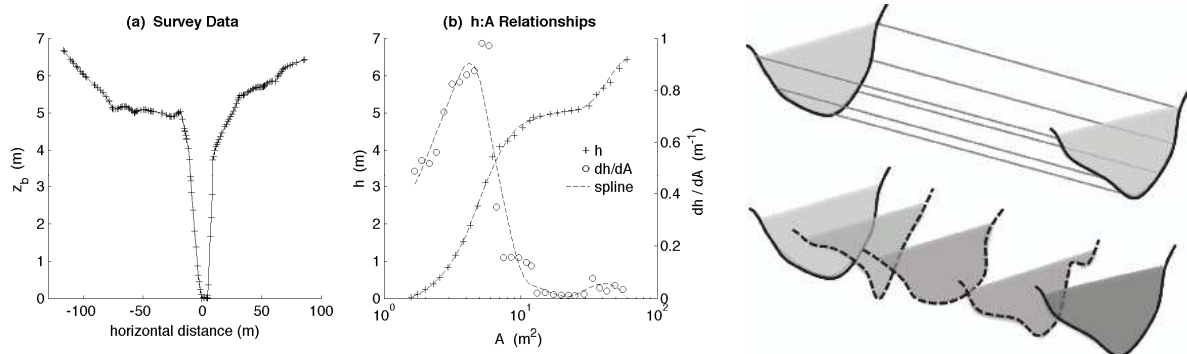 (a) Survey Data
7
6
5
4
3
2
1
0
z_b (m)
-100 -50 0 50 100
horizontal distance (m)
(b) h:A Relationships
7
6
5
4
3
2
1
0
h (m)
+ h
○ dh/dA
spline
1
0.8
0.6
0.4
0.2
0
dh / dA (m⁻¹)
10⁰ 10¹ 10²
A (m²)